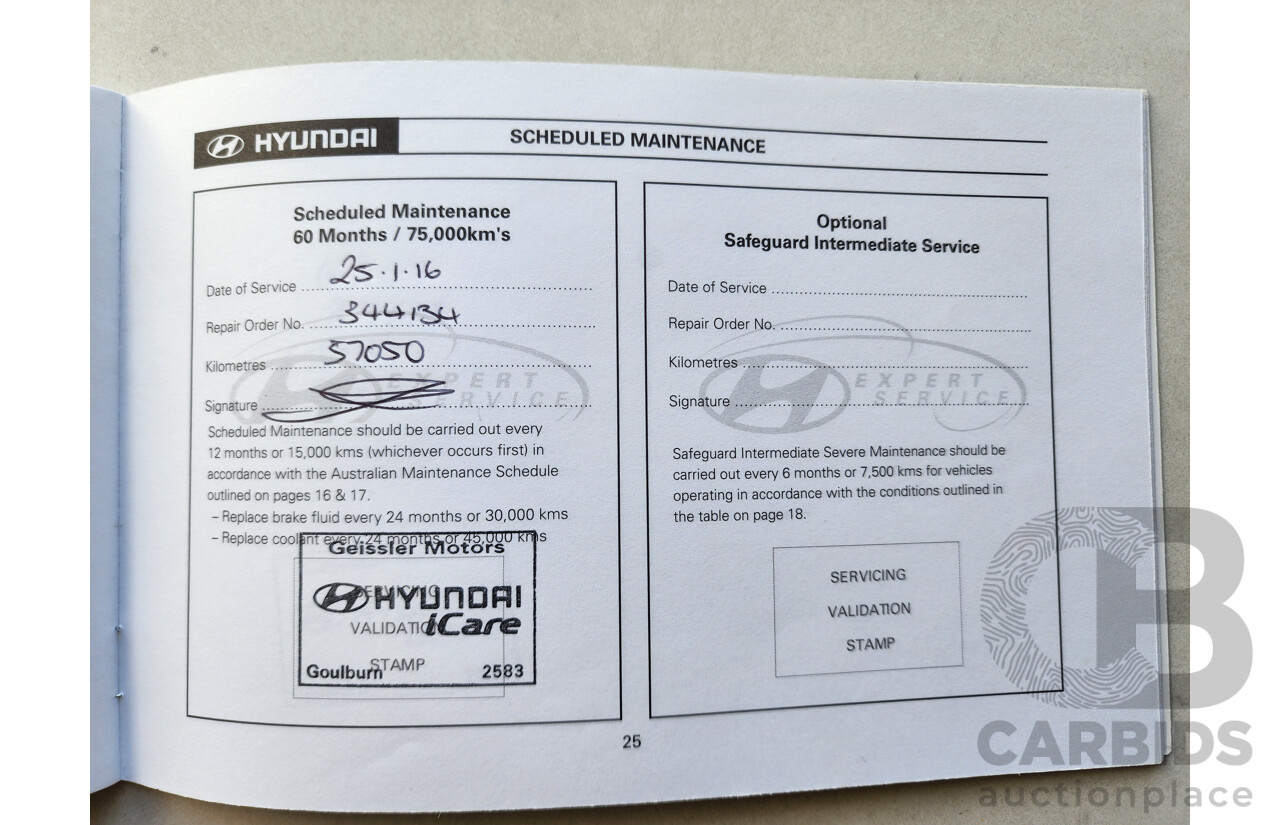 HYUNDAI
SCHEDULED MAINTENANCE
Scheduled Maintenance
60 Months / 75,000km's
Date of Service 25.1.16
Repair Order No. 344134
Kilometres 57050
EXPERT
SERVICE
Signature
Scheduled Maintenance should be carried out every
12 months or 15,000 kms (whichever occurs first) in
accordance with the Australian Maintenance Schedule
outlined on pages 16 & 17.
– Replace brake fluid every 24 months or 30,000 kms
– Replace coolant every 24 months or 45,000 kms
Geissler Motors
SERVICING
HYUNDAI
VALIDATION
iCare
STAMP
Goulburn 2583
Optional
Safeguard Intermediate Service
Date of Service
Repair Order No.
Kilometres
EXPERT
SERVICE
Signature
Safeguard Intermediate Severe Maintenance should be
carried out every 6 months or 7,500 kms for vehicles
operating in accordance with the conditions outlined in
the table on page 18.
SERVICING
VALIDATION
STAMP
25
CB
CARBIDS
auctionplace